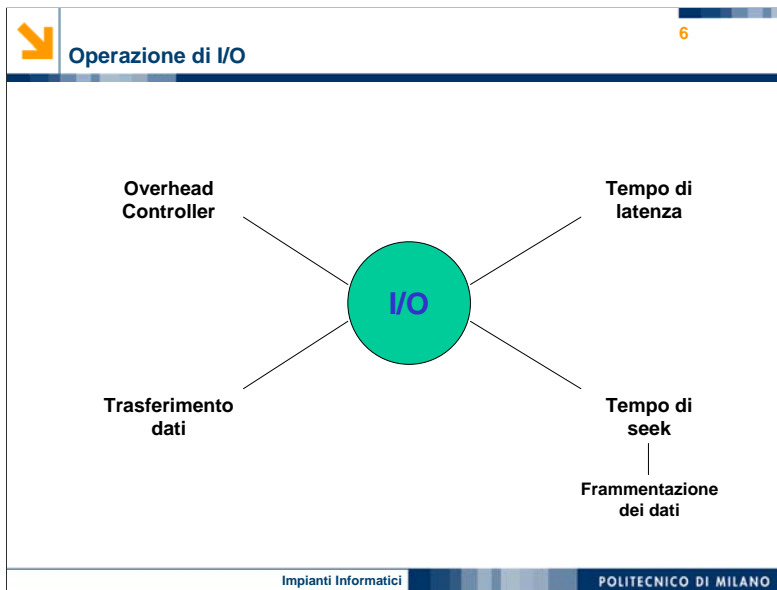 6
Operazione di I/O
Overhead
Controller
Tempo di
latenza
I/O
Trasferimento
dati
Tempo di
seek
Frammentazione
dei dati
Impianti Informatici
POLITECNICO DI MILANO